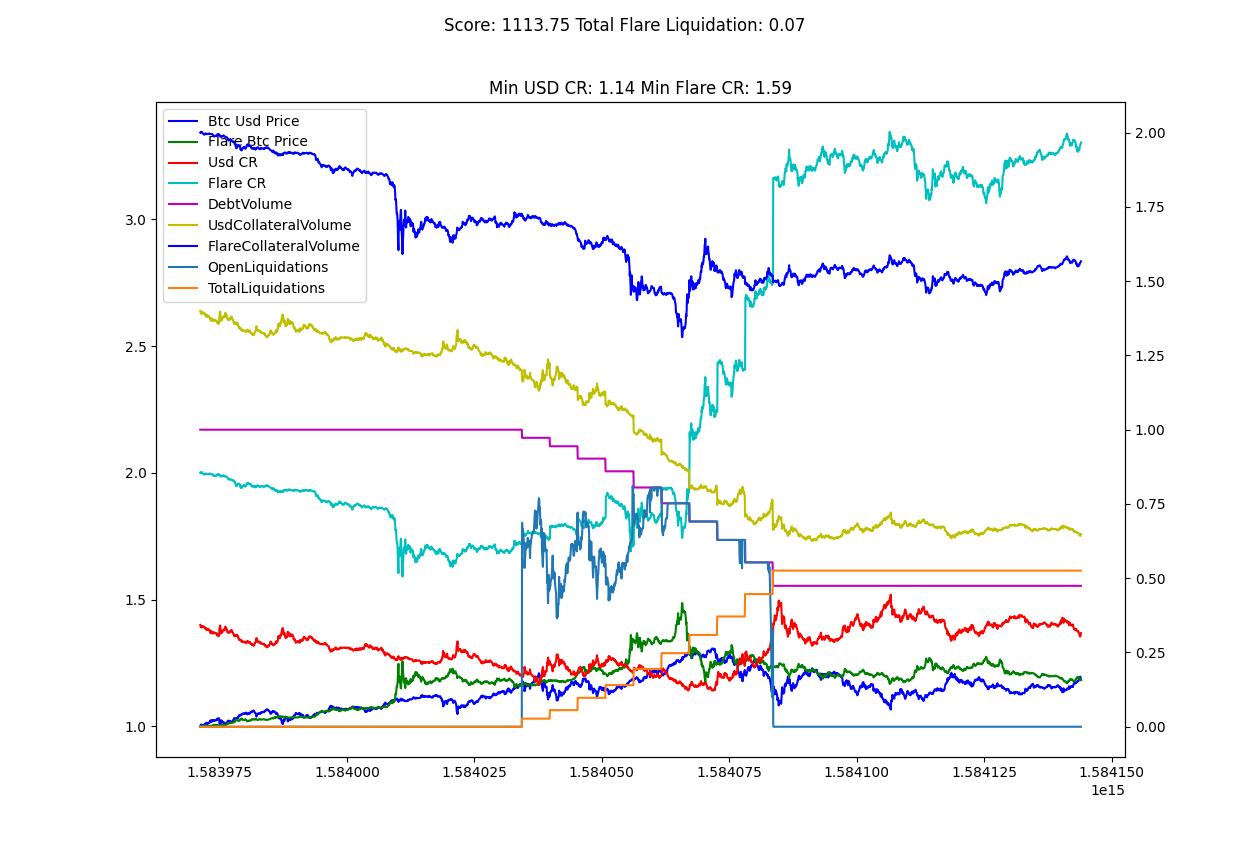 Score: 1113.75 Total Flare Liquidation: 0.07
Min USD CR: 1.14 Min Flare CR: 1.59
Btc Usd Price
Flare Btc Price
Usd CR
Flare CR
DebtVolume
UsdCollateralVolume
FlareCollateralVolume
OpenLiquidations
TotalLiquidations
3.0
2.5
2.0
1.5
1.0
2.00
1.75
1.50
1.25
1.00
0.75
0.50
0.25
0.00
1.583975 1.584000 1.584025 1.584050 1.584075 1.584100 1.584125 1.584150
1e15